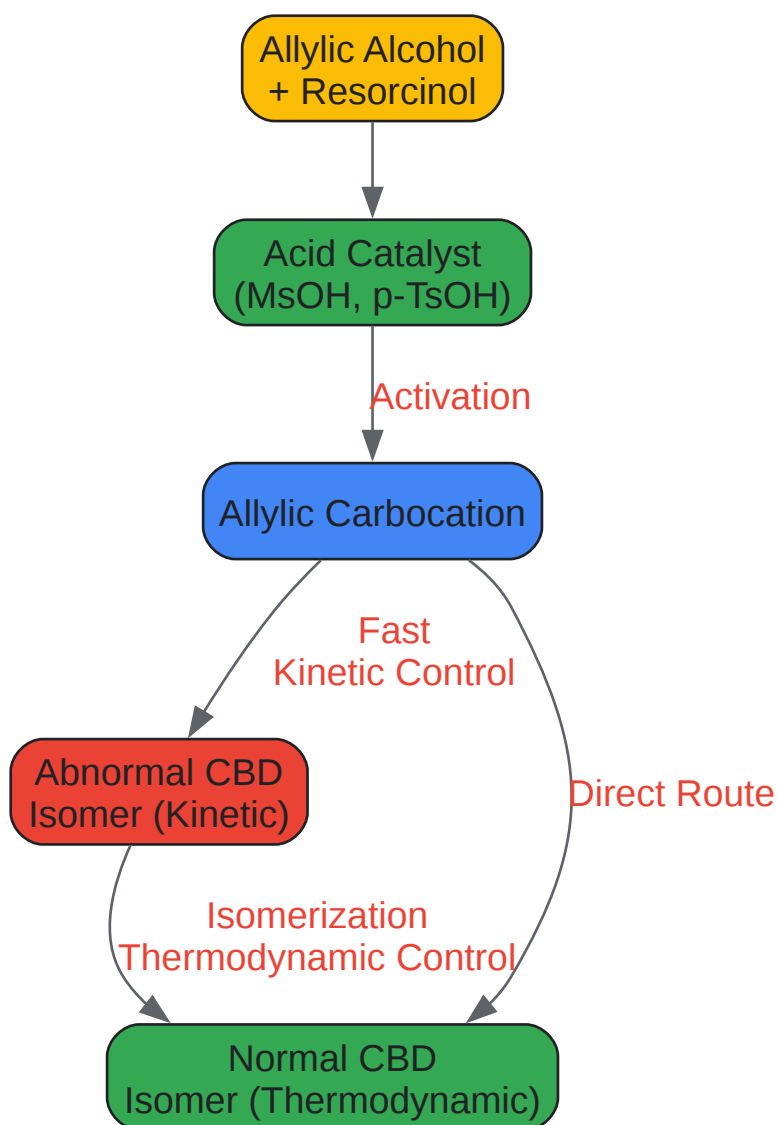 Allylic Alcohol
+ Resorcinol
Acid Catalyst
(MsOH, p-TsOH)
Activation
Allylic Carbocation
Fast
Kinetic Control
Abnormal CBD
Isomer (Kinetic)
Direct Route
Isomerization
Thermodynamic Control
Normal CBD
Isomer (Thermodynamic)